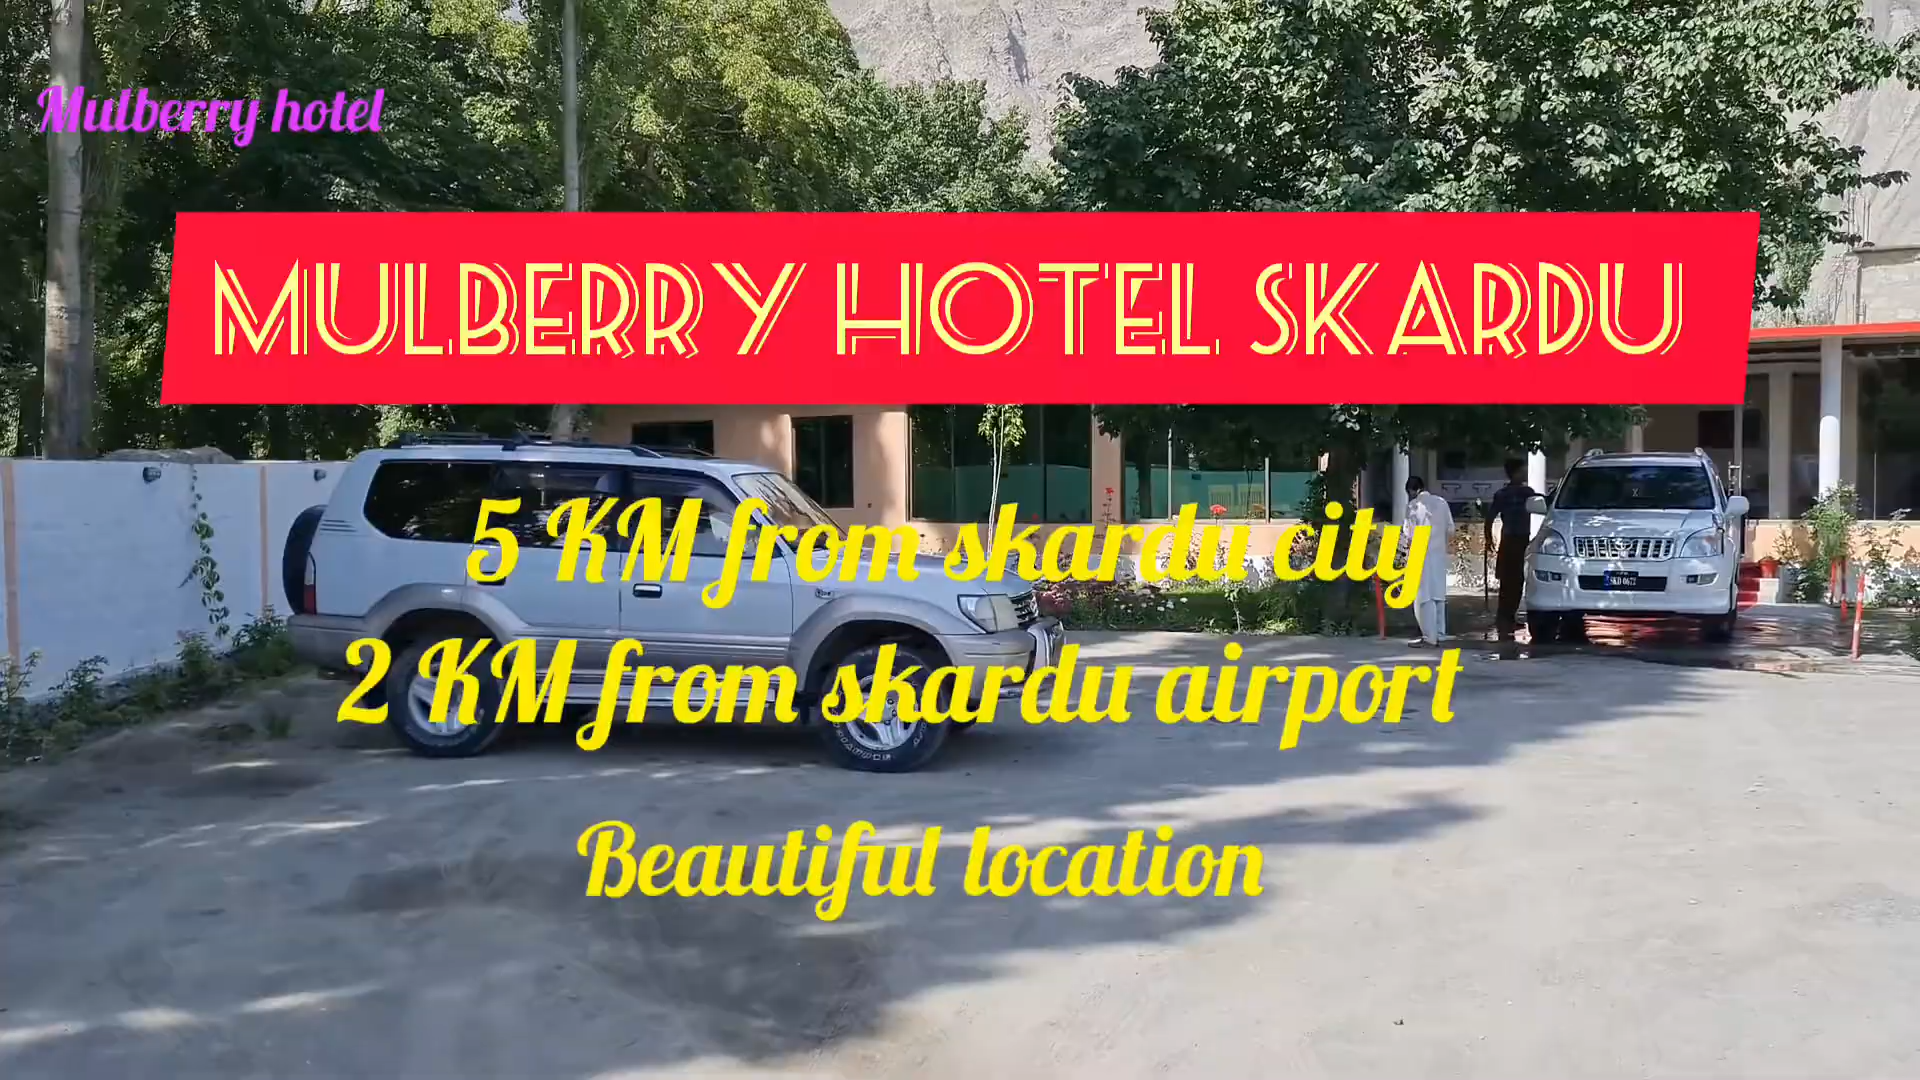 Mulberry hotel
MULBERRY HOTEL SKARDU
5 KM from skardu city
2 KM from skardu airport
Beautiful location